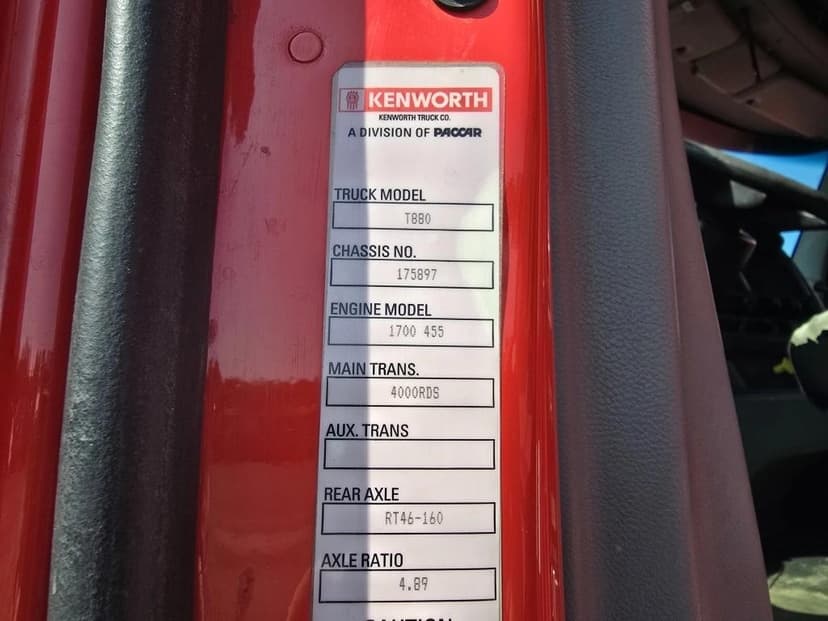 KENWORTH
KENWORTH TRUCK CO.
A DIVISION OF PACCAR
TRUCK MODEL
T880
CHASSIS NO.
175897
ENGINE MODEL
1700 455
MAIN TRANS.
4000RDS
AUX. TRANS
REAR AXLE
RT46-160
AXLE RATIO
4.89
CAUTION